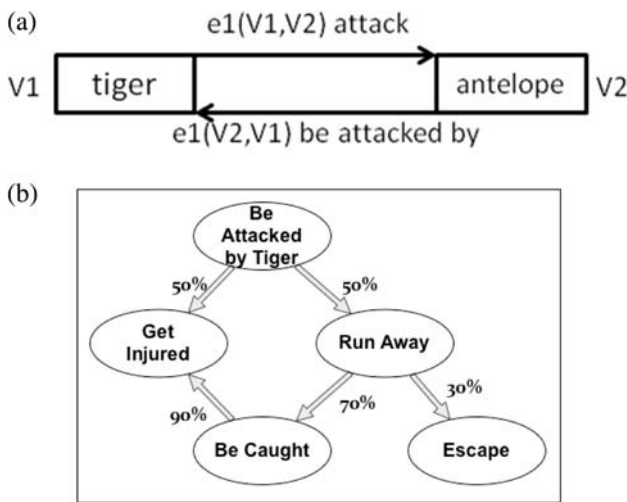 (a)
e1(V1,V2) attack
V1 tiger antelope V2
e1(V2,V1) be attacked by
(b)
Be
Attacked
by Tiger
50% 50%
Get
Injured
Run Away
90% 70% 30%
Be Caught Escape